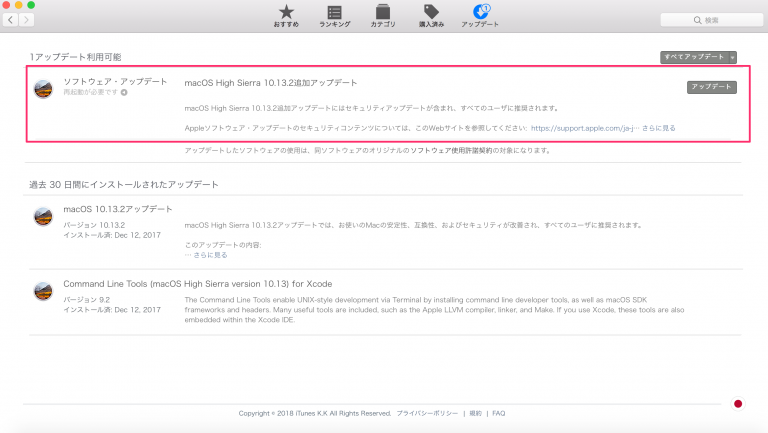 おすすめ
ランキング
カテゴリ
購入済み
1
アップデート
検索
1アップデート利用可能
すべてアップデート
ソフトウェア・アップデート
再起動が必要です
macOS High Sierra 10.13.2追加アップデート
アップデート
macOS High Sierra 10.13.2追加アップデートにはセキュリティアップデートが含まれ、すべてのユーザに推奨されます。
Appleソフトウェア・アップデートのセキュリティコンテンツについては、このWebサイトを参照してください: https://support.apple.com/ja-j… さらに見る
アップデートしたソフトウェアの使用は、同ソフトウェアのオリジナルのソフトウェア使用許諾契約の対象になります。
過去 30 日間にインストールされたアップデート
macOS 10.13.2アップデート
バージョン 10.13.2
インストール済: Dec 12, 2017
macOS High Sierra 10.13.2アップデートでは、お使いのMacの安定性、互換性、およびセキュリティが改善され、すべてのユーザに推奨されます。
このアップデートの内容:
… さらに見る
Command Line Tools (macOS High Sierra version 10.13) for Xcode
バージョン 9.2
インストール済: Dec 12, 2017
The Command Line Tools enable UNIX-style development via Terminal by installing command line developer tools, as well as macOS SDK
frameworks and headers. Many useful tools are included, such as the Apple LLVM compiler, linker, and Make. If you use Xcode, these tools are also
embedded within the Xcode IDE.
Copyright © 2018 iTunes K.K All Rights Reserved. プライバシーポリシー | 規約 | FAQ